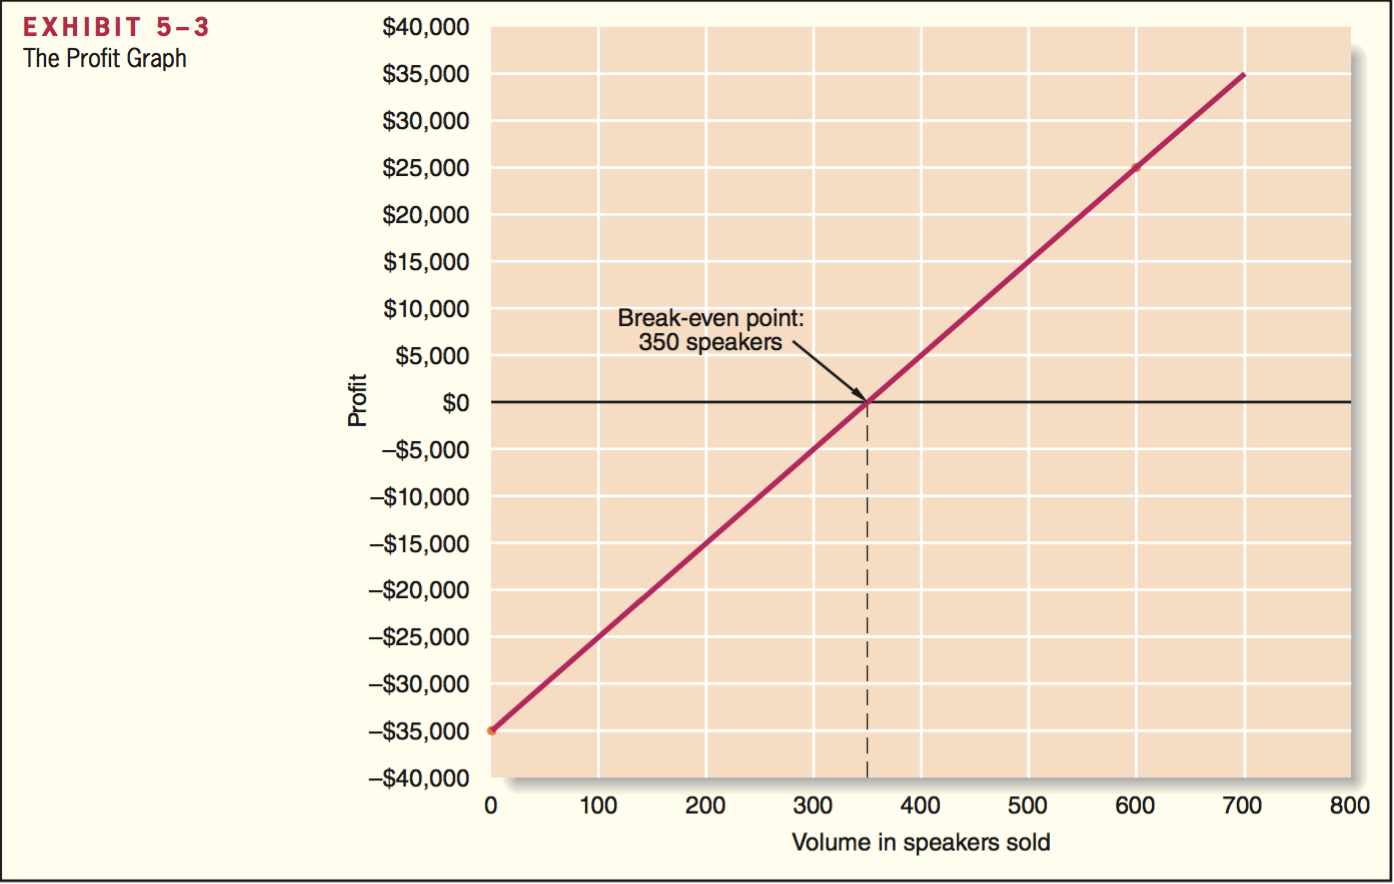 EXHIBIT 5–3
The Profit Graph
$40,000
$35,000
$30,000
$25,000
$20,000
$15,000
$10,000
$5,000
$0
–$5,000
–$10,000
–$15,000
–$20,000
–$25,000
–$30,000
–$35,000
–$40,000
Profit
Break-even point:
350 speakers
0 100 200 300 400 500 600 700 800
Volume in speakers sold